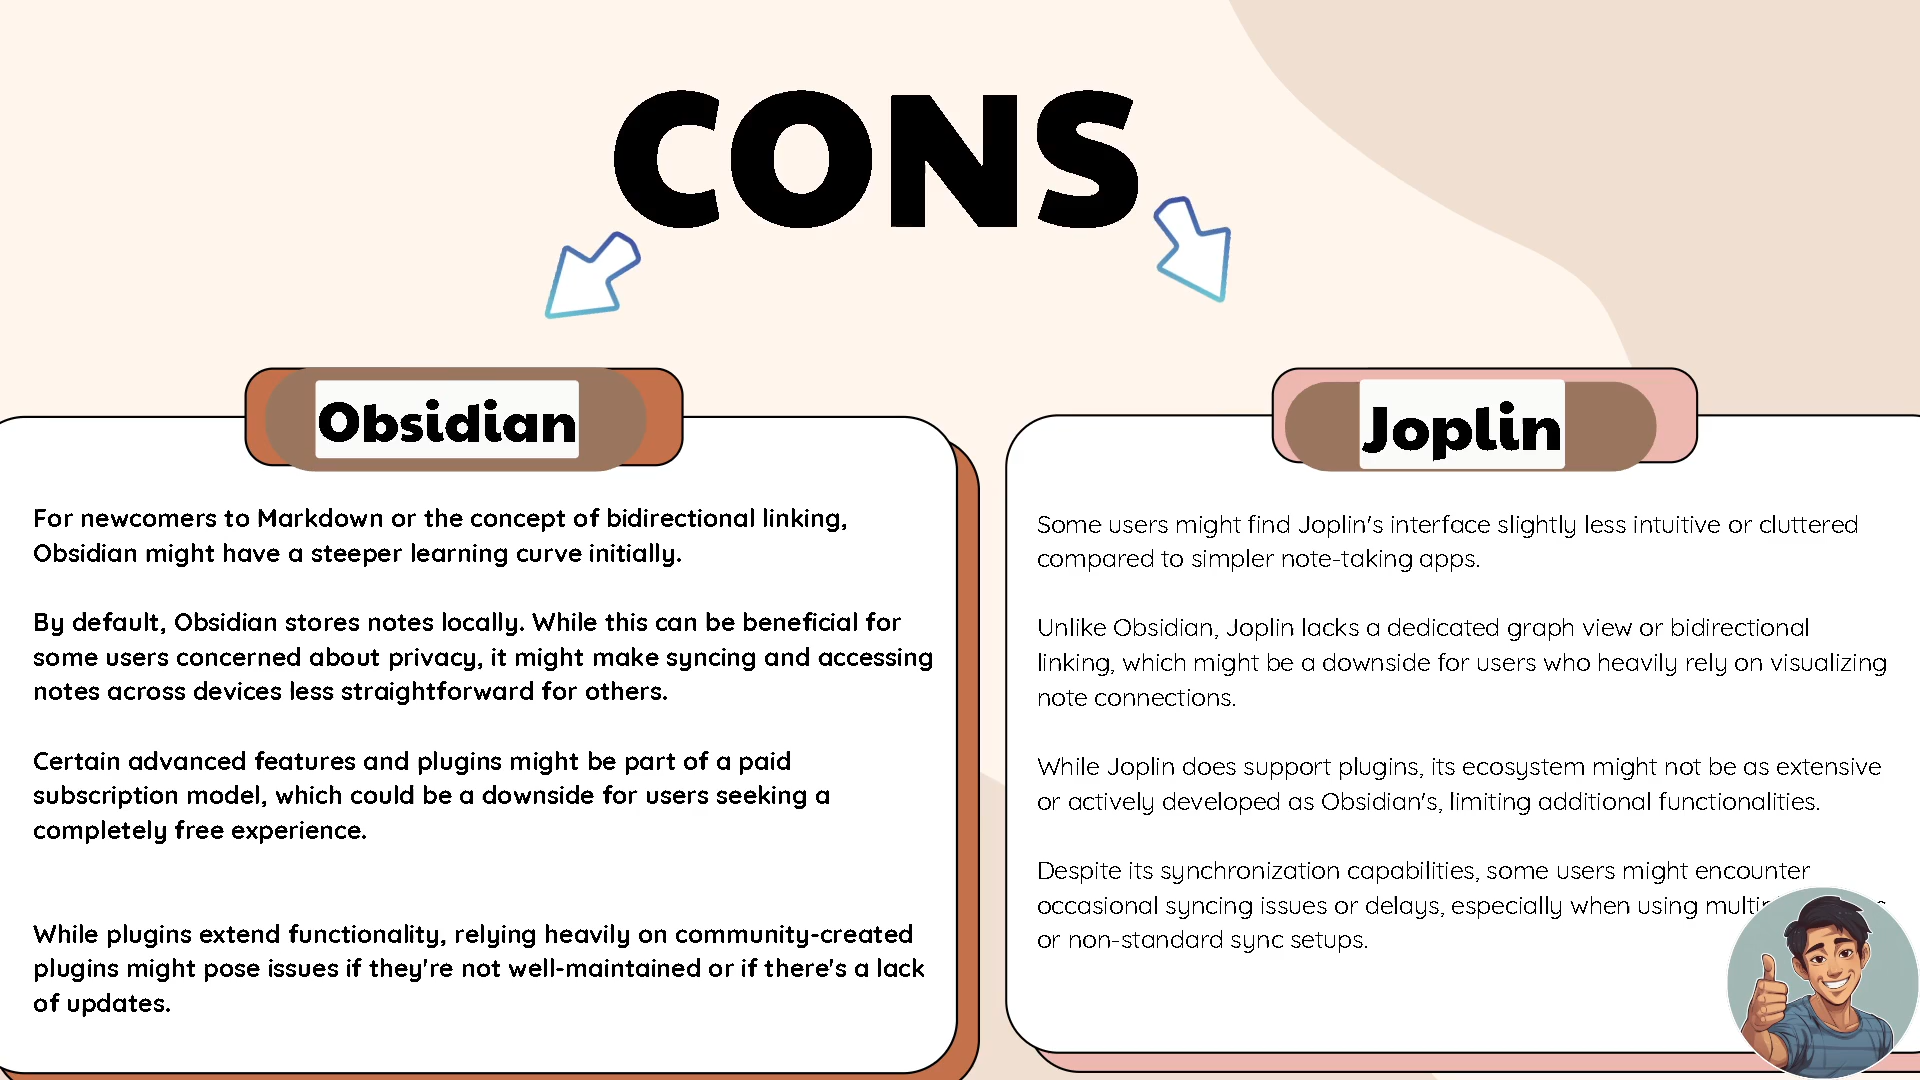 CONS
Obsidian
For newcomers to Markdown or the concept of bidirectional linking,
Obsidian might have a steeper learning curve initially.
By default, Obsidian stores notes locally. While this can be beneficial for
some users concerned about privacy, it might make syncing and accessing
notes across devices less straightforward for others.
Certain advanced features and plugins might be part of a paid
subscription model, which could be a downside for users seeking a
completely free experience.
While plugins extend functionality, relying heavily on community-created
plugins might pose issues if they're not well-maintained or if there's a lack
of updates.
Joplin
Some users might find Joplin's interface slightly less intuitive or cluttered
compared to simpler note-taking apps.
Unlike Obsidian, Joplin lacks a dedicated graph view or bidirectional
linking, which might be a downside for users who heavily rely on visualizing
note connections.
While Joplin does support plugins, its ecosystem might not be as extensive
or actively developed as Obsidian's, limiting additional functionalities.
Despite its synchronization capabilities, some users might encounter
occasional syncing issues or delays, especially when using
or non-standard sync setups.